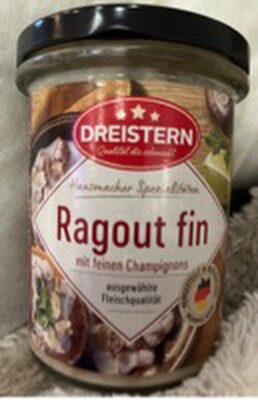 DREISTERN
Qualität die schmeckt
Hausmacher Spezialitäten
Ragout fin
mit feinen Champignons
ausgewählte
Fleischqualität